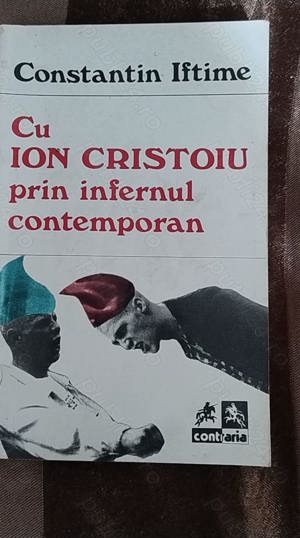 Constantin Iftime
Cu
ION CRISTOIU
prin infernul
contemporan
contraria